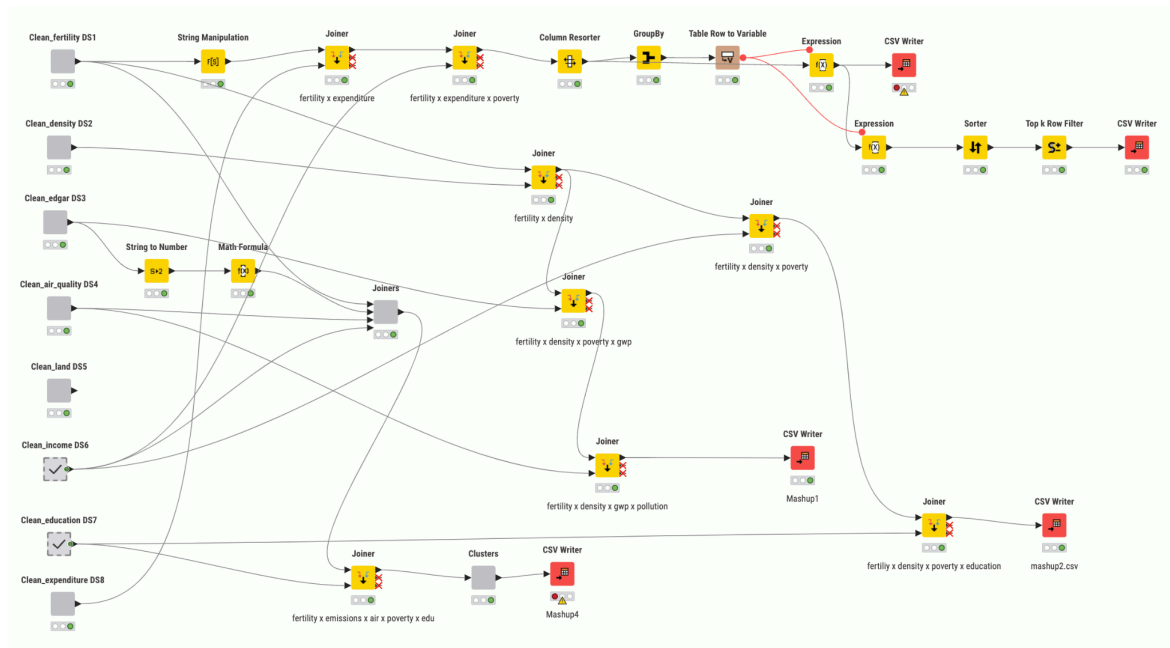 Clean_fertility DS1
String Manipulation
Joiner
Joiner
Column Resorter
GroupBy
Table Row to Variable
Expression
CSV Writer
f[s]
f(x)
fertility x expenditure
fertility x expenditure x poverty
Clean_density DS2
Expression
Sorter
Top k Row Filter
CSV Writer
f(x)
Joiner
fertility x density
Clean_edgar DS3
Joiner
fertility x density x poverty
String to Number
Math Formula
S▸2
f(x)
Clean_air_quality DS4
Joiners
Joiner
fertility x density x poverty x gwp
Clean_land DS5
Clean_income DS6
Joiner
CSV Writer
fertility x density x gwp x pollution
Mashup1
Clean_education DS7
Joiner
CSV Writer
fertiliy x density x poverty x education
mashup2.csv
Clean_expenditure DS8
Joiner
Clusters
CSV Writer
fertility x emissions x air x poverty x edu
Mashup4